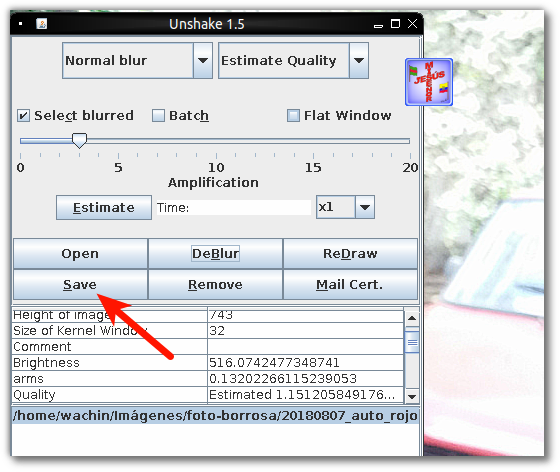 Unshake 1.5
Normal blur
Estimate Quality
Select blurred
Batch
Flat Window
0 5 10 15 20
Amplification
Estimate
Time:
x1
Open
DeBlur
ReDraw
Save
Remove
Mail Cert.
Height of image 743
Size of Kernel Window 32
Comment
Brightness 516.0742477348741
arms 0.13202266115239053
Quality Estimated 1.151205849176...
/home/wachin/Imágenes/foto-borrosa/20180807_auto_rojo
JESÚS